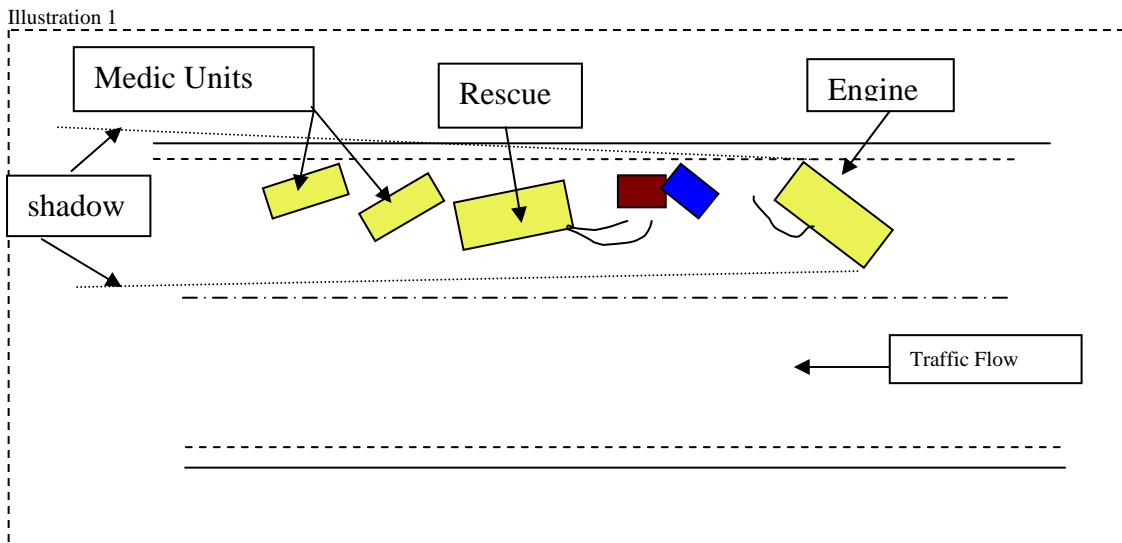 Illustration 1
Medic Units
Rescue
Engine
shadow
Traffic Flow